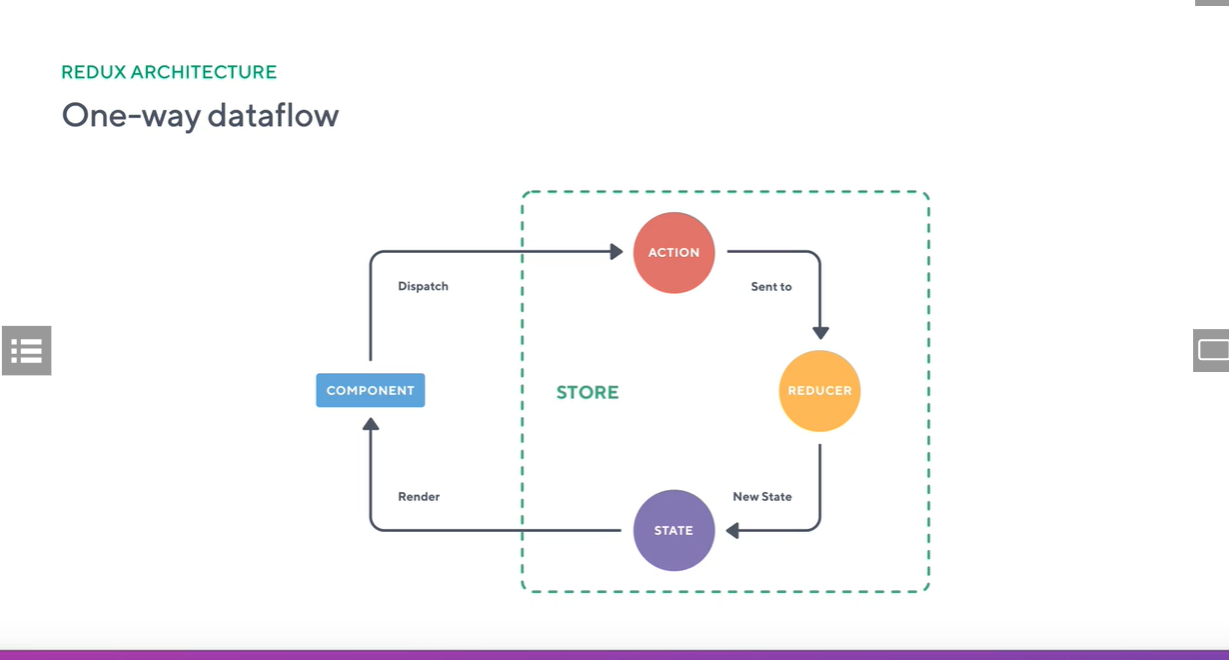 REDUX ARCHITECTURE
One-way dataflow
ACTION
Dispatch
Sent to
COMPONENT
STORE
REDUCER
Render
New State
STATE